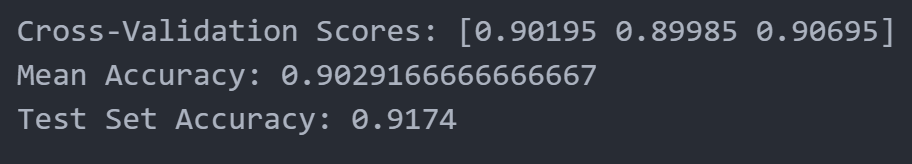 Cross-Validation Scores: [0.90195 0.89985 0.90695]
Mean Accuracy: 0.9029166666666667
Test Set Accuracy: 0.9174